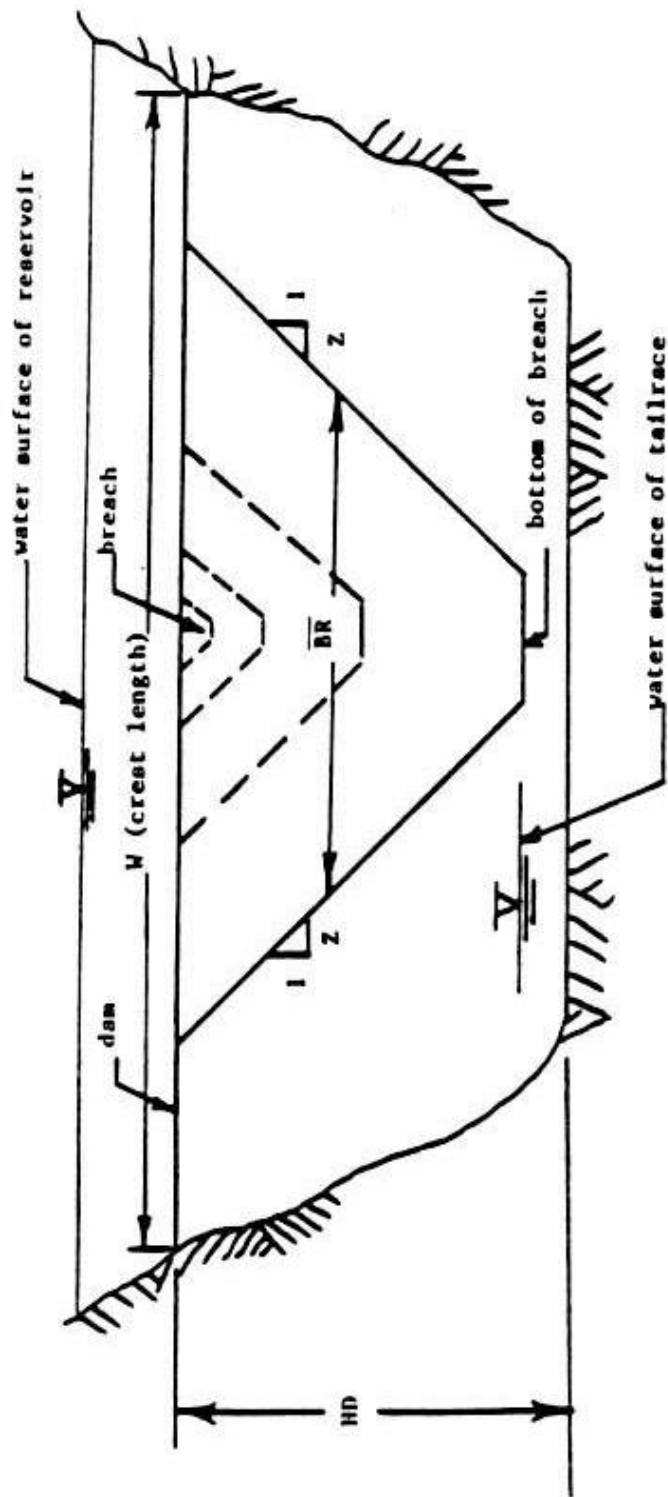 water surface of reservoir
breach
dam
W (crest length)
1
Z
1
Z
BR
HD
bottom of breach
water surface of tailrace